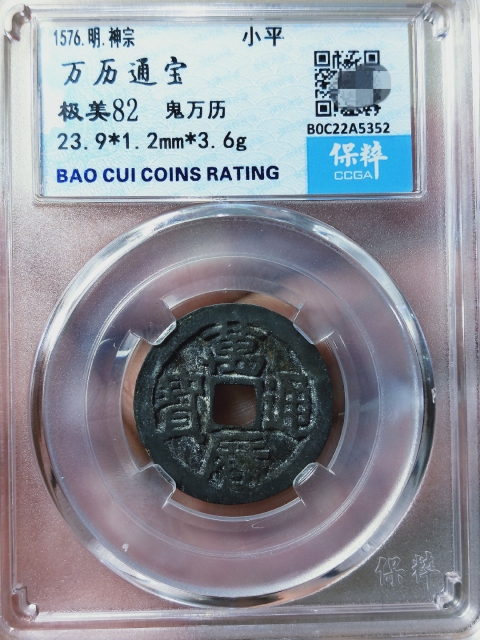 1576.明.神宗 小平
万历通宝
极美82 鬼万历
23.9*1.2mm*3.6g
B0C22A5352
保粹
CCGA
BAO CUI COINS RATING
萬曆通寳
保粹